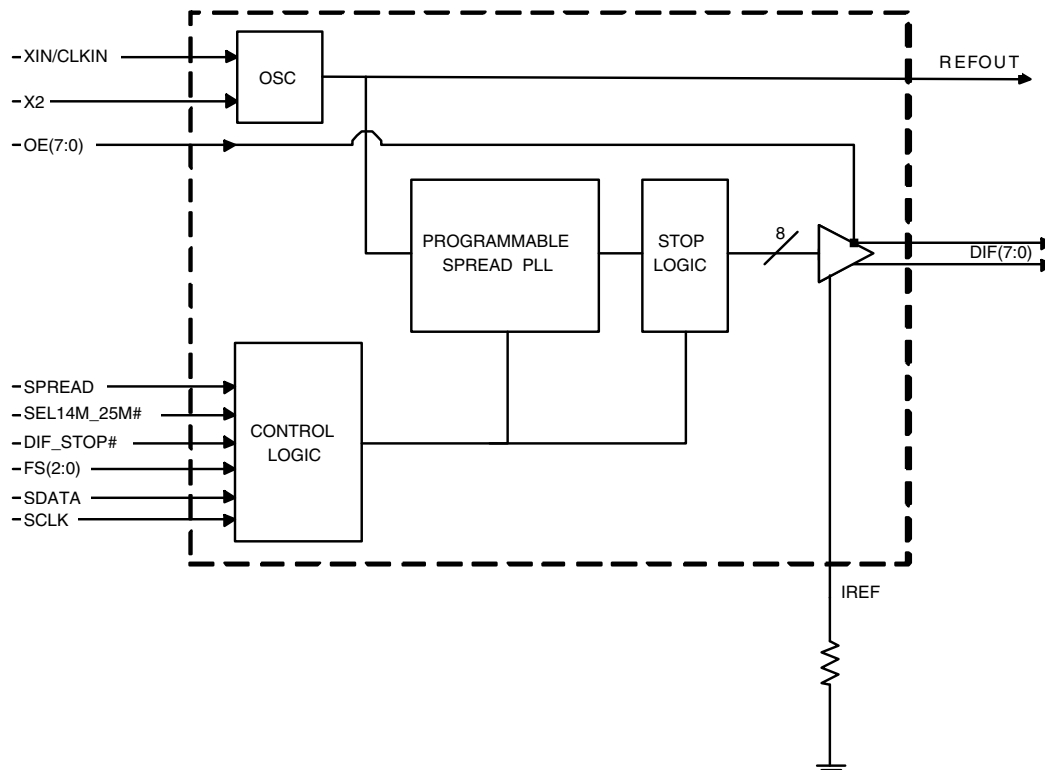 XIN/CLKIN
OSC
REFOUT
X2
OE(7:0)
8
PROGRAMMABLE
SPREAD PLL
STOP
LOGIC
DIF(7:0)
SPREAD
SEL14M_25M#
DIF_STOP#
FS(2:0)
SDATA
SCLK
CONTROL
LOGIC
IREF